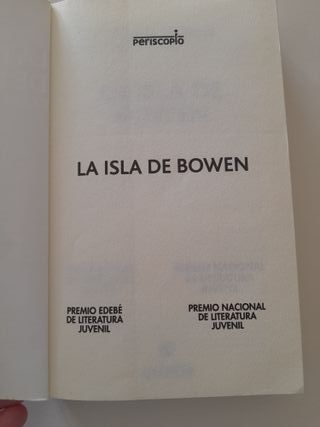 periscopio
LA ISLA DE BOWEN
PREMIO EDEBÉ
DE LITERATURA
JUVENIL
PREMIO NACIONAL
DE LITERATURA
JUVENIL